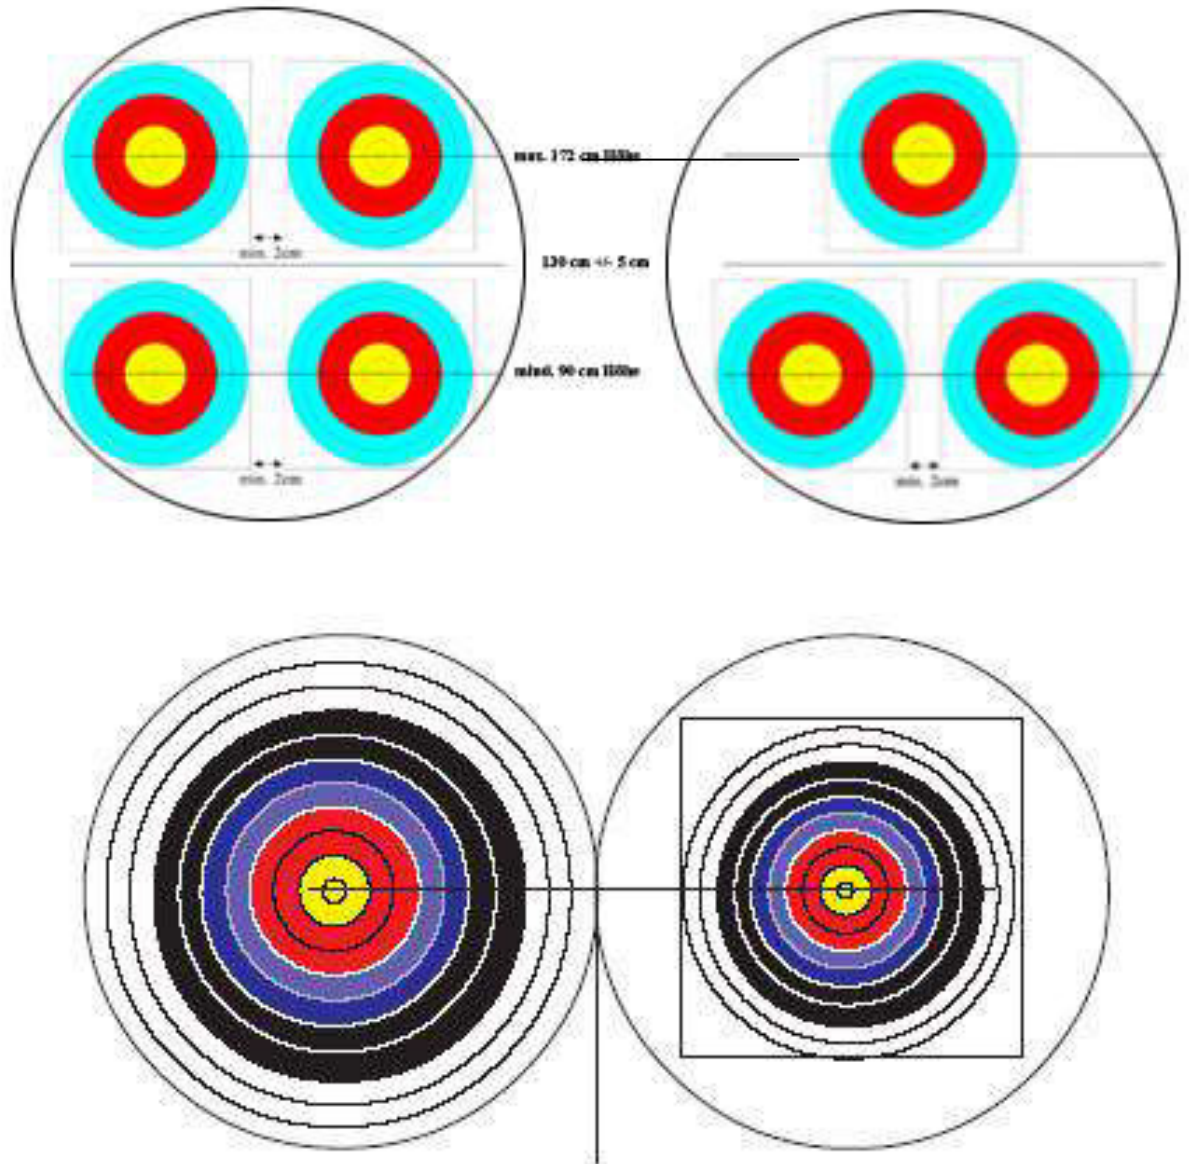 max. 172 cm Höhe
min. 2cm
130 cm +/- 5 cm
mind. 90 cm Höhe
min. 2cm
min. 2cm